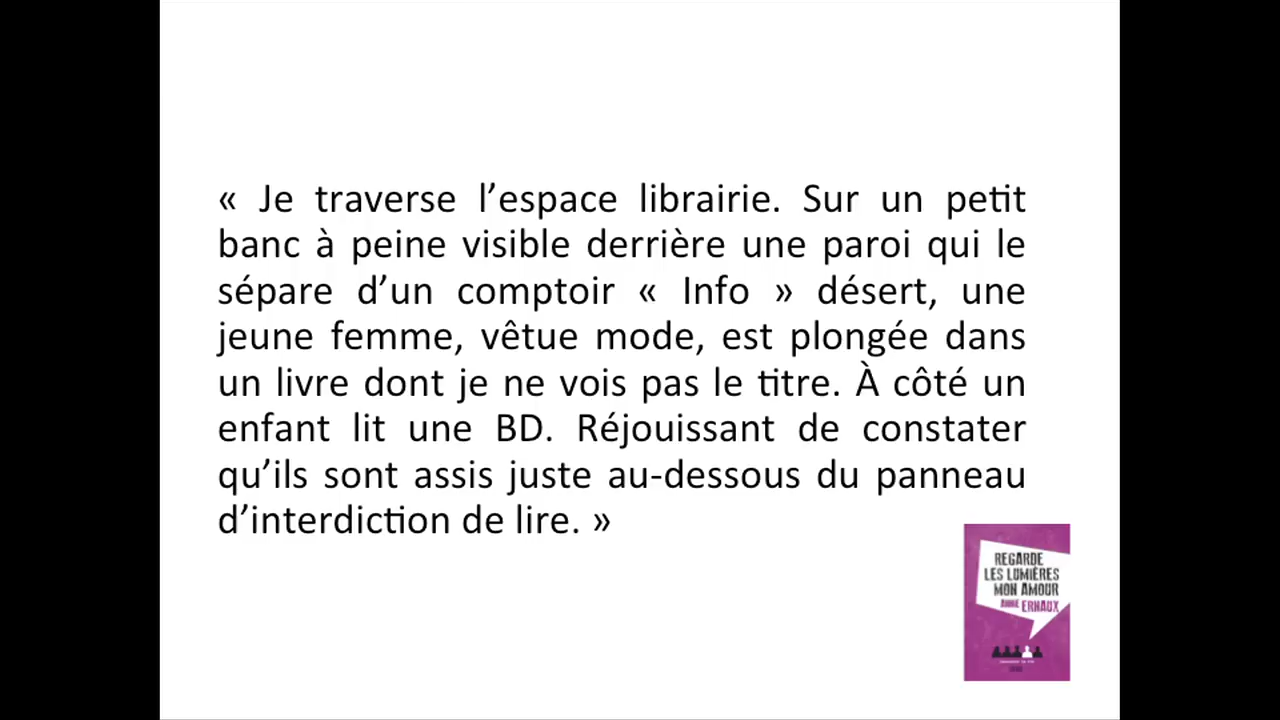 « Je traverse l’espace librairie. Sur un petit
banc à peine visible derrière une paroi qui le
sépare d’un comptoir « Info » désert, une
jeune femme, vêtue mode, est plongée dans
un livre dont je ne vois pas le titre. À côté un
enfant lit une BD. Réjouissant de constater
qu’ils sont assis juste au-dessous du panneau
d’interdiction de lire. »
REGARDE
LES LUMIÈRES
MON AMOUR
ANNIE ERNAUX